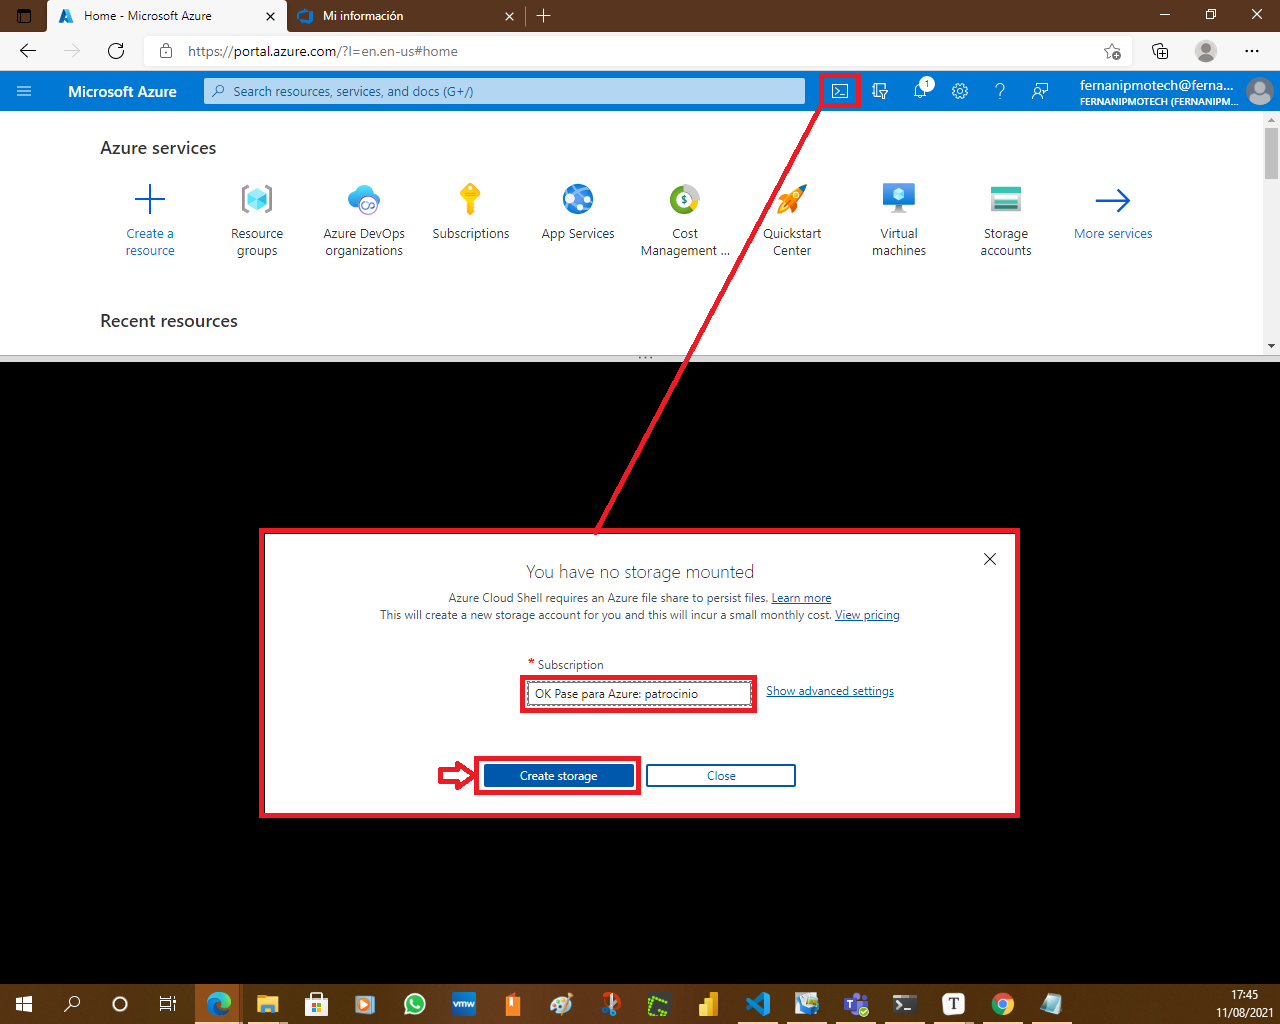 Home - Microsoft Azure
Mi información
https://portal.azure.com/?l=en.en-us#home
Microsoft Azure
Search resources, services, and docs (G+/)
1
fernanipmotech@ferna...
FERNANIPMOTECH (FERNANIPM...
Azure services
Create a resource
Resource groups
Azure DevOps organizations
Subscriptions
App Services
Cost Management ...
Quickstart Center
Virtual machines
Storage accounts
More services
Recent resources
You have no storage mounted
Azure Cloud Shell requires an Azure file share to persist files. Learn more
This will create a new storage account for you and this will incur a small monthly cost. View pricing
* Subscription
OK Pase para Azure: patrocinio
Show advanced settings
Create storage
Close
vmw
T
17:45
11/08/2021